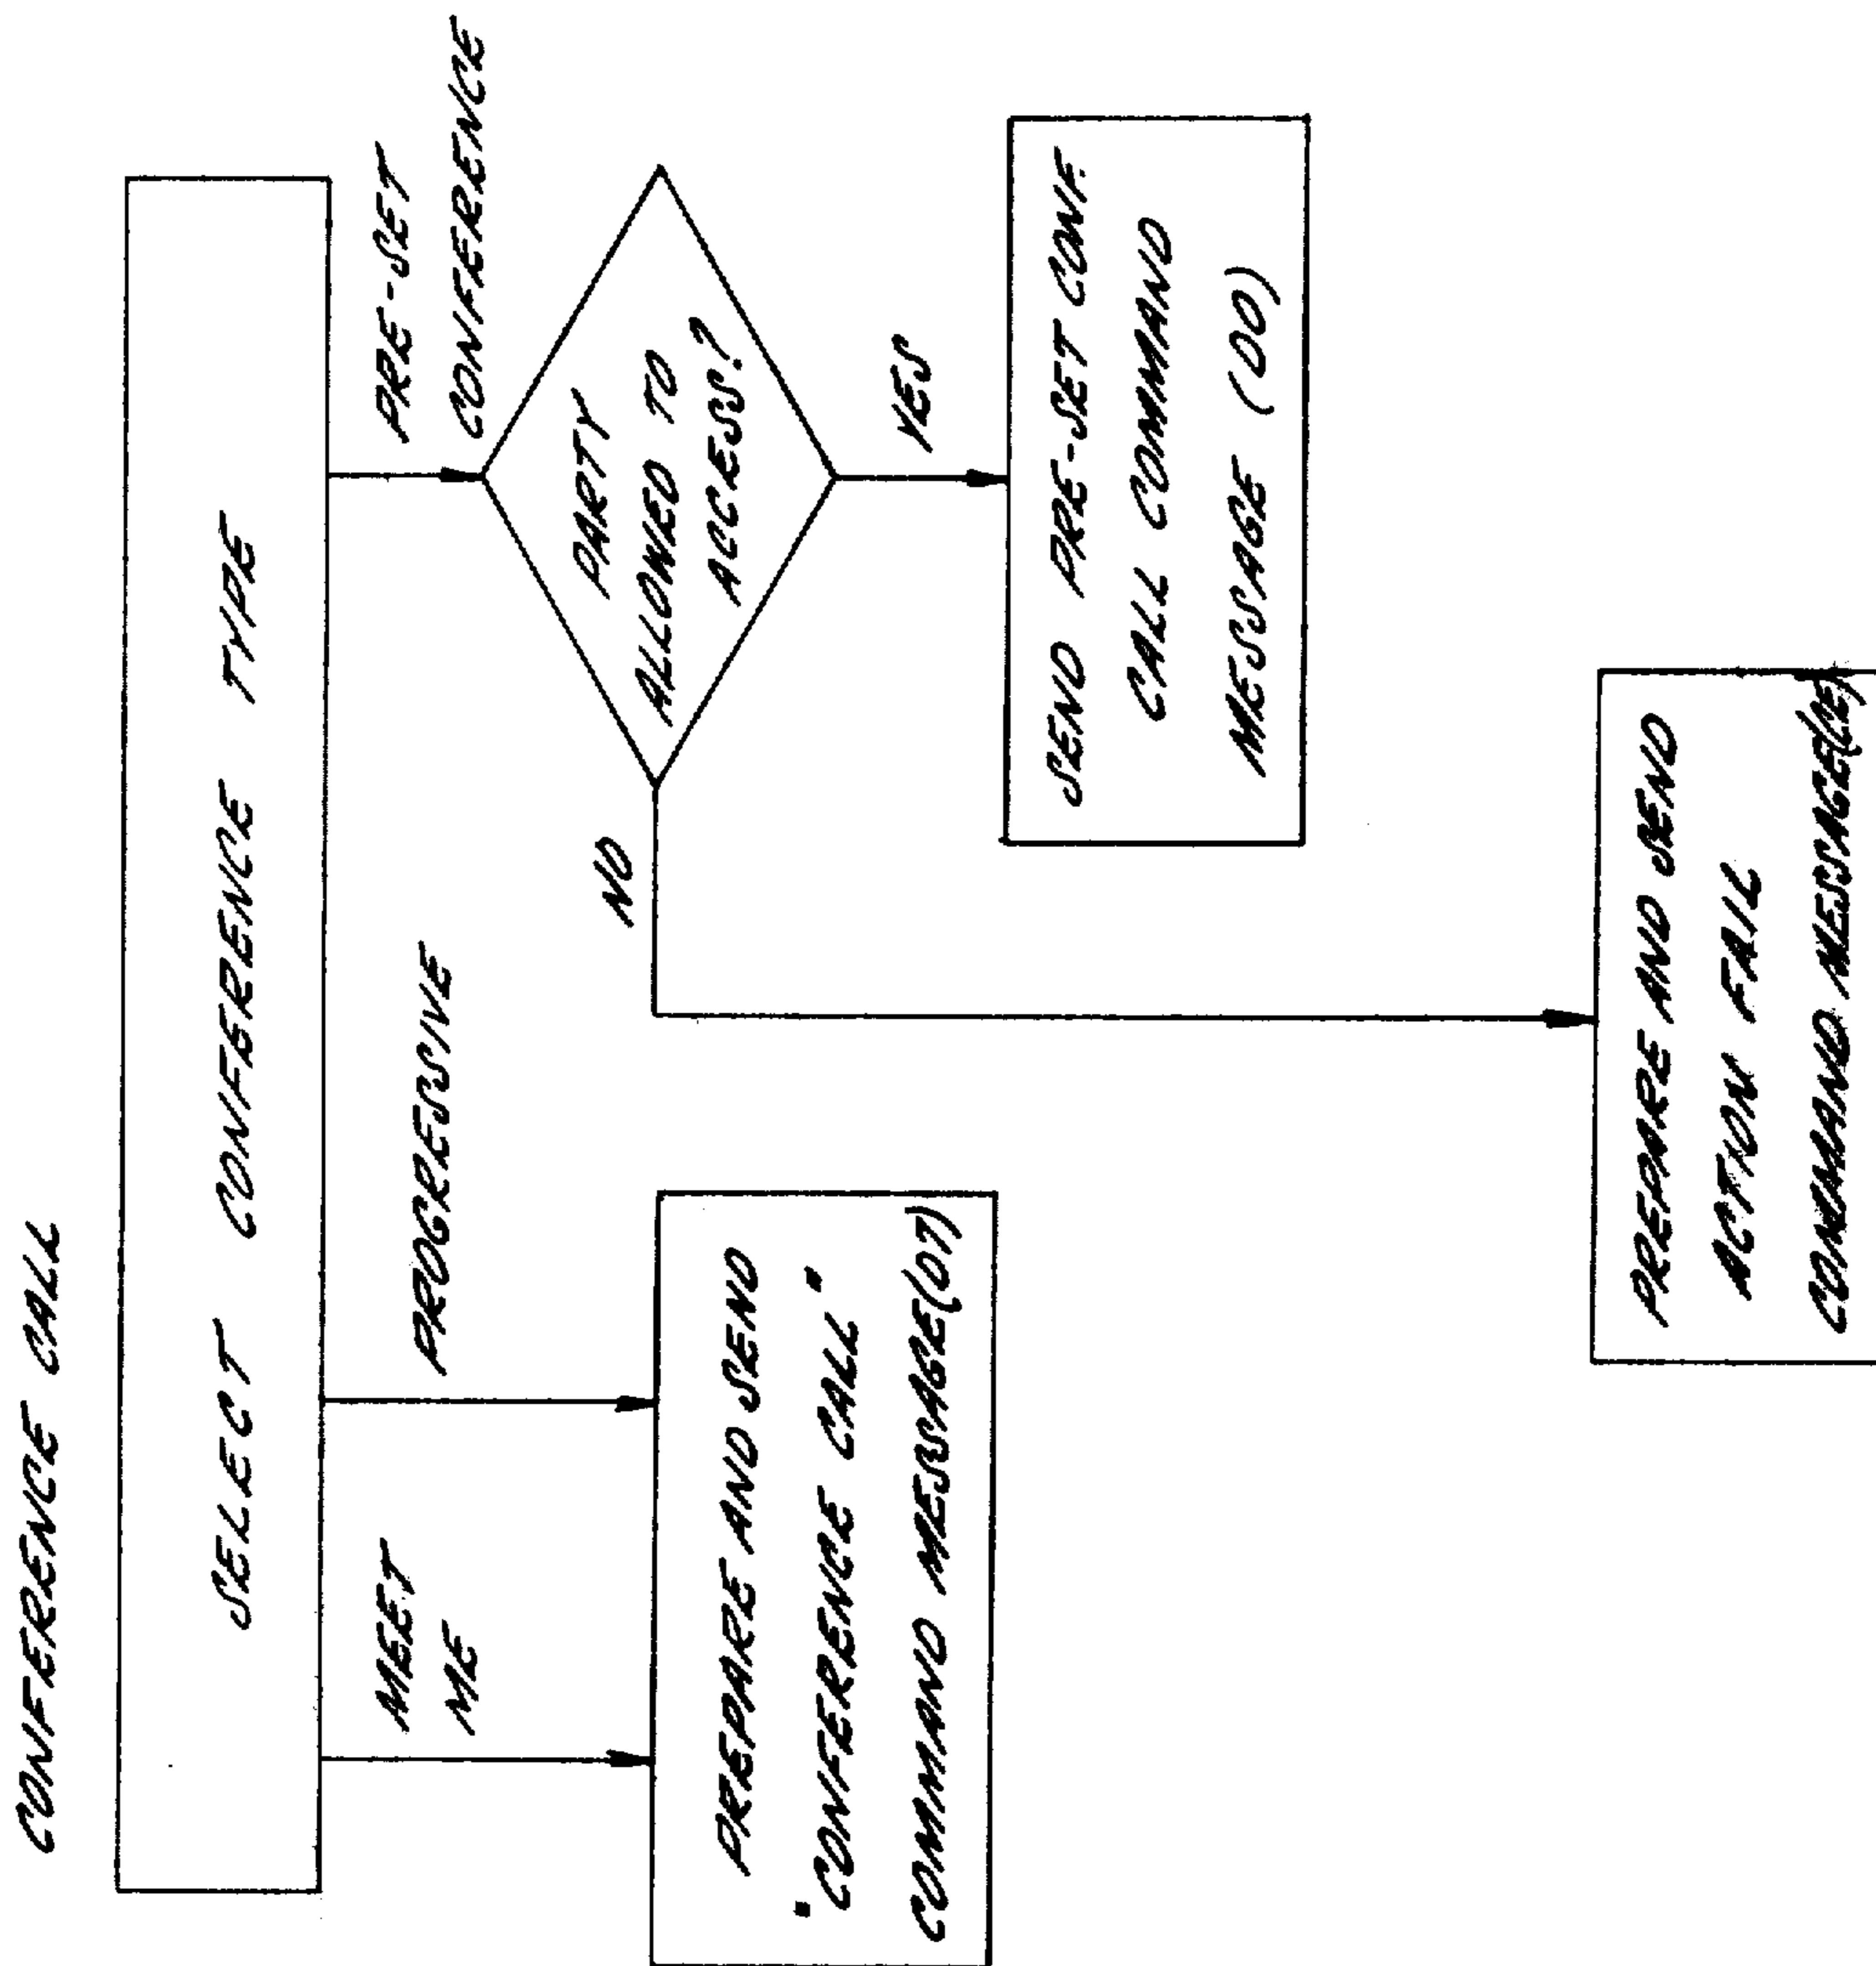 CONFERENCE CALL
SELECT CONFERENCE TYPE
MEET
ME
PROGRESSIVE
PRE-SET
CONFERENCE
PARTY
ALLOWED TO
ACCESS?
NO
YES
PREPARE AND SEND
"CONFERENCE CALL"
COMMAND MESSAGE(07)
SEND PRE-SET CONF.
CALL COMMAND
MESSAGE
PREPARE AND SEND
ACTION FAIL
COMMAND MESSAGE